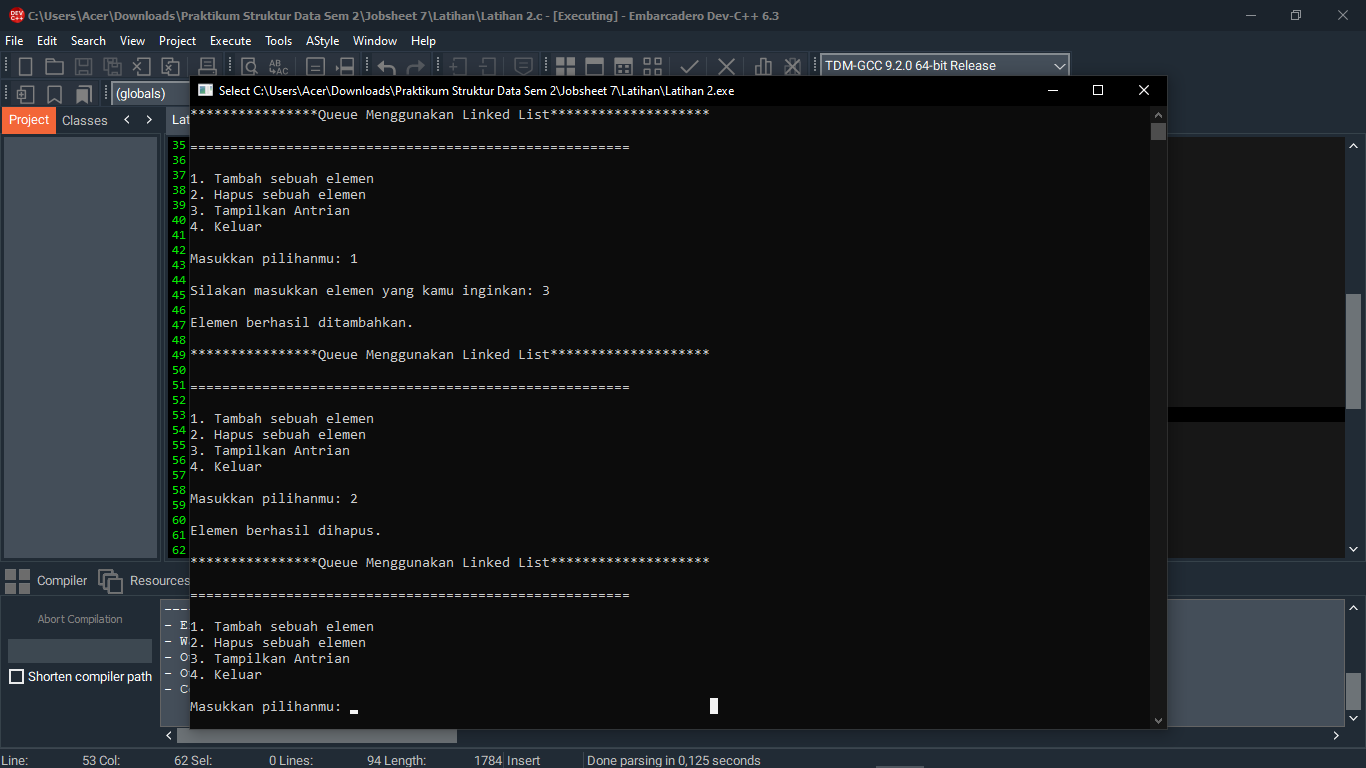 C:\Users\Acer\Downloads\Praktikum Struktur Data Sem 2\Jobsheet 7\Latihan\Latihan 2.c - [Executing] - Embarcadero Dev-C++ 6.3
File Edit Search View Project Execute Tools AStyle Window Help
TDM-GCC 9.2.0 64-bit Release
(globals)
Project Classes
Lat
Select C:\Users\Acer\Downloads\Praktikum Struktur Data Sem 2\Jobsheet 7\Latihan\Latihan 2.exe
****************Queue Menggunakan Linked List********************
=======================================================
1. Tambah sebuah elemen
2. Hapus sebuah elemen
3. Tampilkan Antrian
4. Keluar
Masukkan pilihanmu: 1
Silakan masukkan elemen yang kamu inginkan: 3
Elemen berhasil ditambahkan.
****************Queue Menggunakan Linked List********************
=======================================================
1. Tambah sebuah elemen
2. Hapus sebuah elemen
3. Tampilkan Antrian
4. Keluar
Masukkan pilihanmu: 2
Elemen berhasil dihapus.
****************Queue Menggunakan Linked List********************
=======================================================
1. Tambah sebuah elemen
2. Hapus sebuah elemen
3. Tampilkan Antrian
4. Keluar
Masukkan pilihanmu:
35
36
37
38
39
40
41
42
43
44
45
46
47
48
49
50
51
52
53
54
55
56
57
58
59
60
61
62
Compiler Resources
Abort Compilation
Shorten compiler path
---
- E
- W
- O
- O
- C
Line: 53 Col: 62 Sel: 0 Lines: 94 Length: 1784 Insert Done parsing in 0,125 seconds